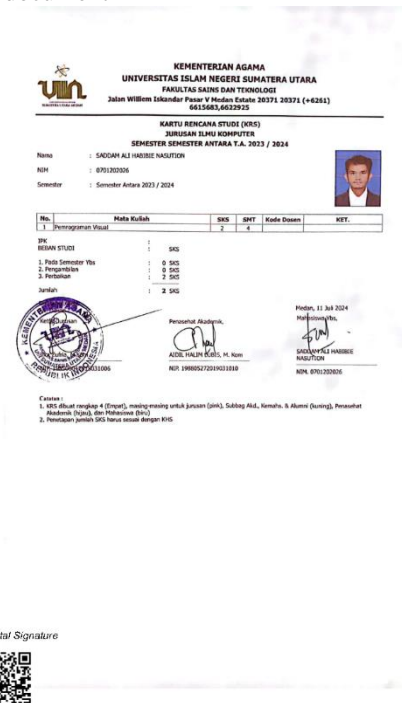 KEMENTERIAN AGAMA
UNIVERSITAS ISLAM NEGERI SUMATERA UTARA
FAKULTAS SAINS DAN TEKNOLOGI
Jalan Williem Iskandar Pasar V Medan Estate 20371 20371 (+6261)
6615683,6622925
KARTU RENCANA STUDI (KRS)
JURUSAN ILMU KOMPUTER
SEMESTER SEMESTER ANTARA T.A. 2023 / 2024
Nama : SADDAM ALI HABIBIE NASUTION
NIM : 0701202026
Semester : Semester Antara 2023 / 2024
No. Mata Kuliah SKS SMT Kode Dosen KET.
1 Pemrograman Visual 2 4
IPK :
BEBAN STUDI : SKS
1. Pada Semester Ybs : 0 SKS
2. Pengambilan : 0 SKS
3. Perbaikan : 2 SKS
Jumlah : 2 SKS
Medan, 11 Juli 2024
Penasehat Akademik, Mahasiswa Ybs,
AIDIL HALIM LUBIS, M. Kom
SADDAM ALI HABIBIE
NASUTION
NIP. 198805272019031010
NIM. 0701202026
Catatan :
1. KRS dibuat rangkap 4 (Empat), masing-masing untuk jurusan (pink), Subbag Akd., Kemahs. & Alumni (kuning), Penasehat
Akademik (hijau), dan Mahasiswa (biru)
2. Penetapan jumlah SKS harus sesuai dengan KHS
tal Signature